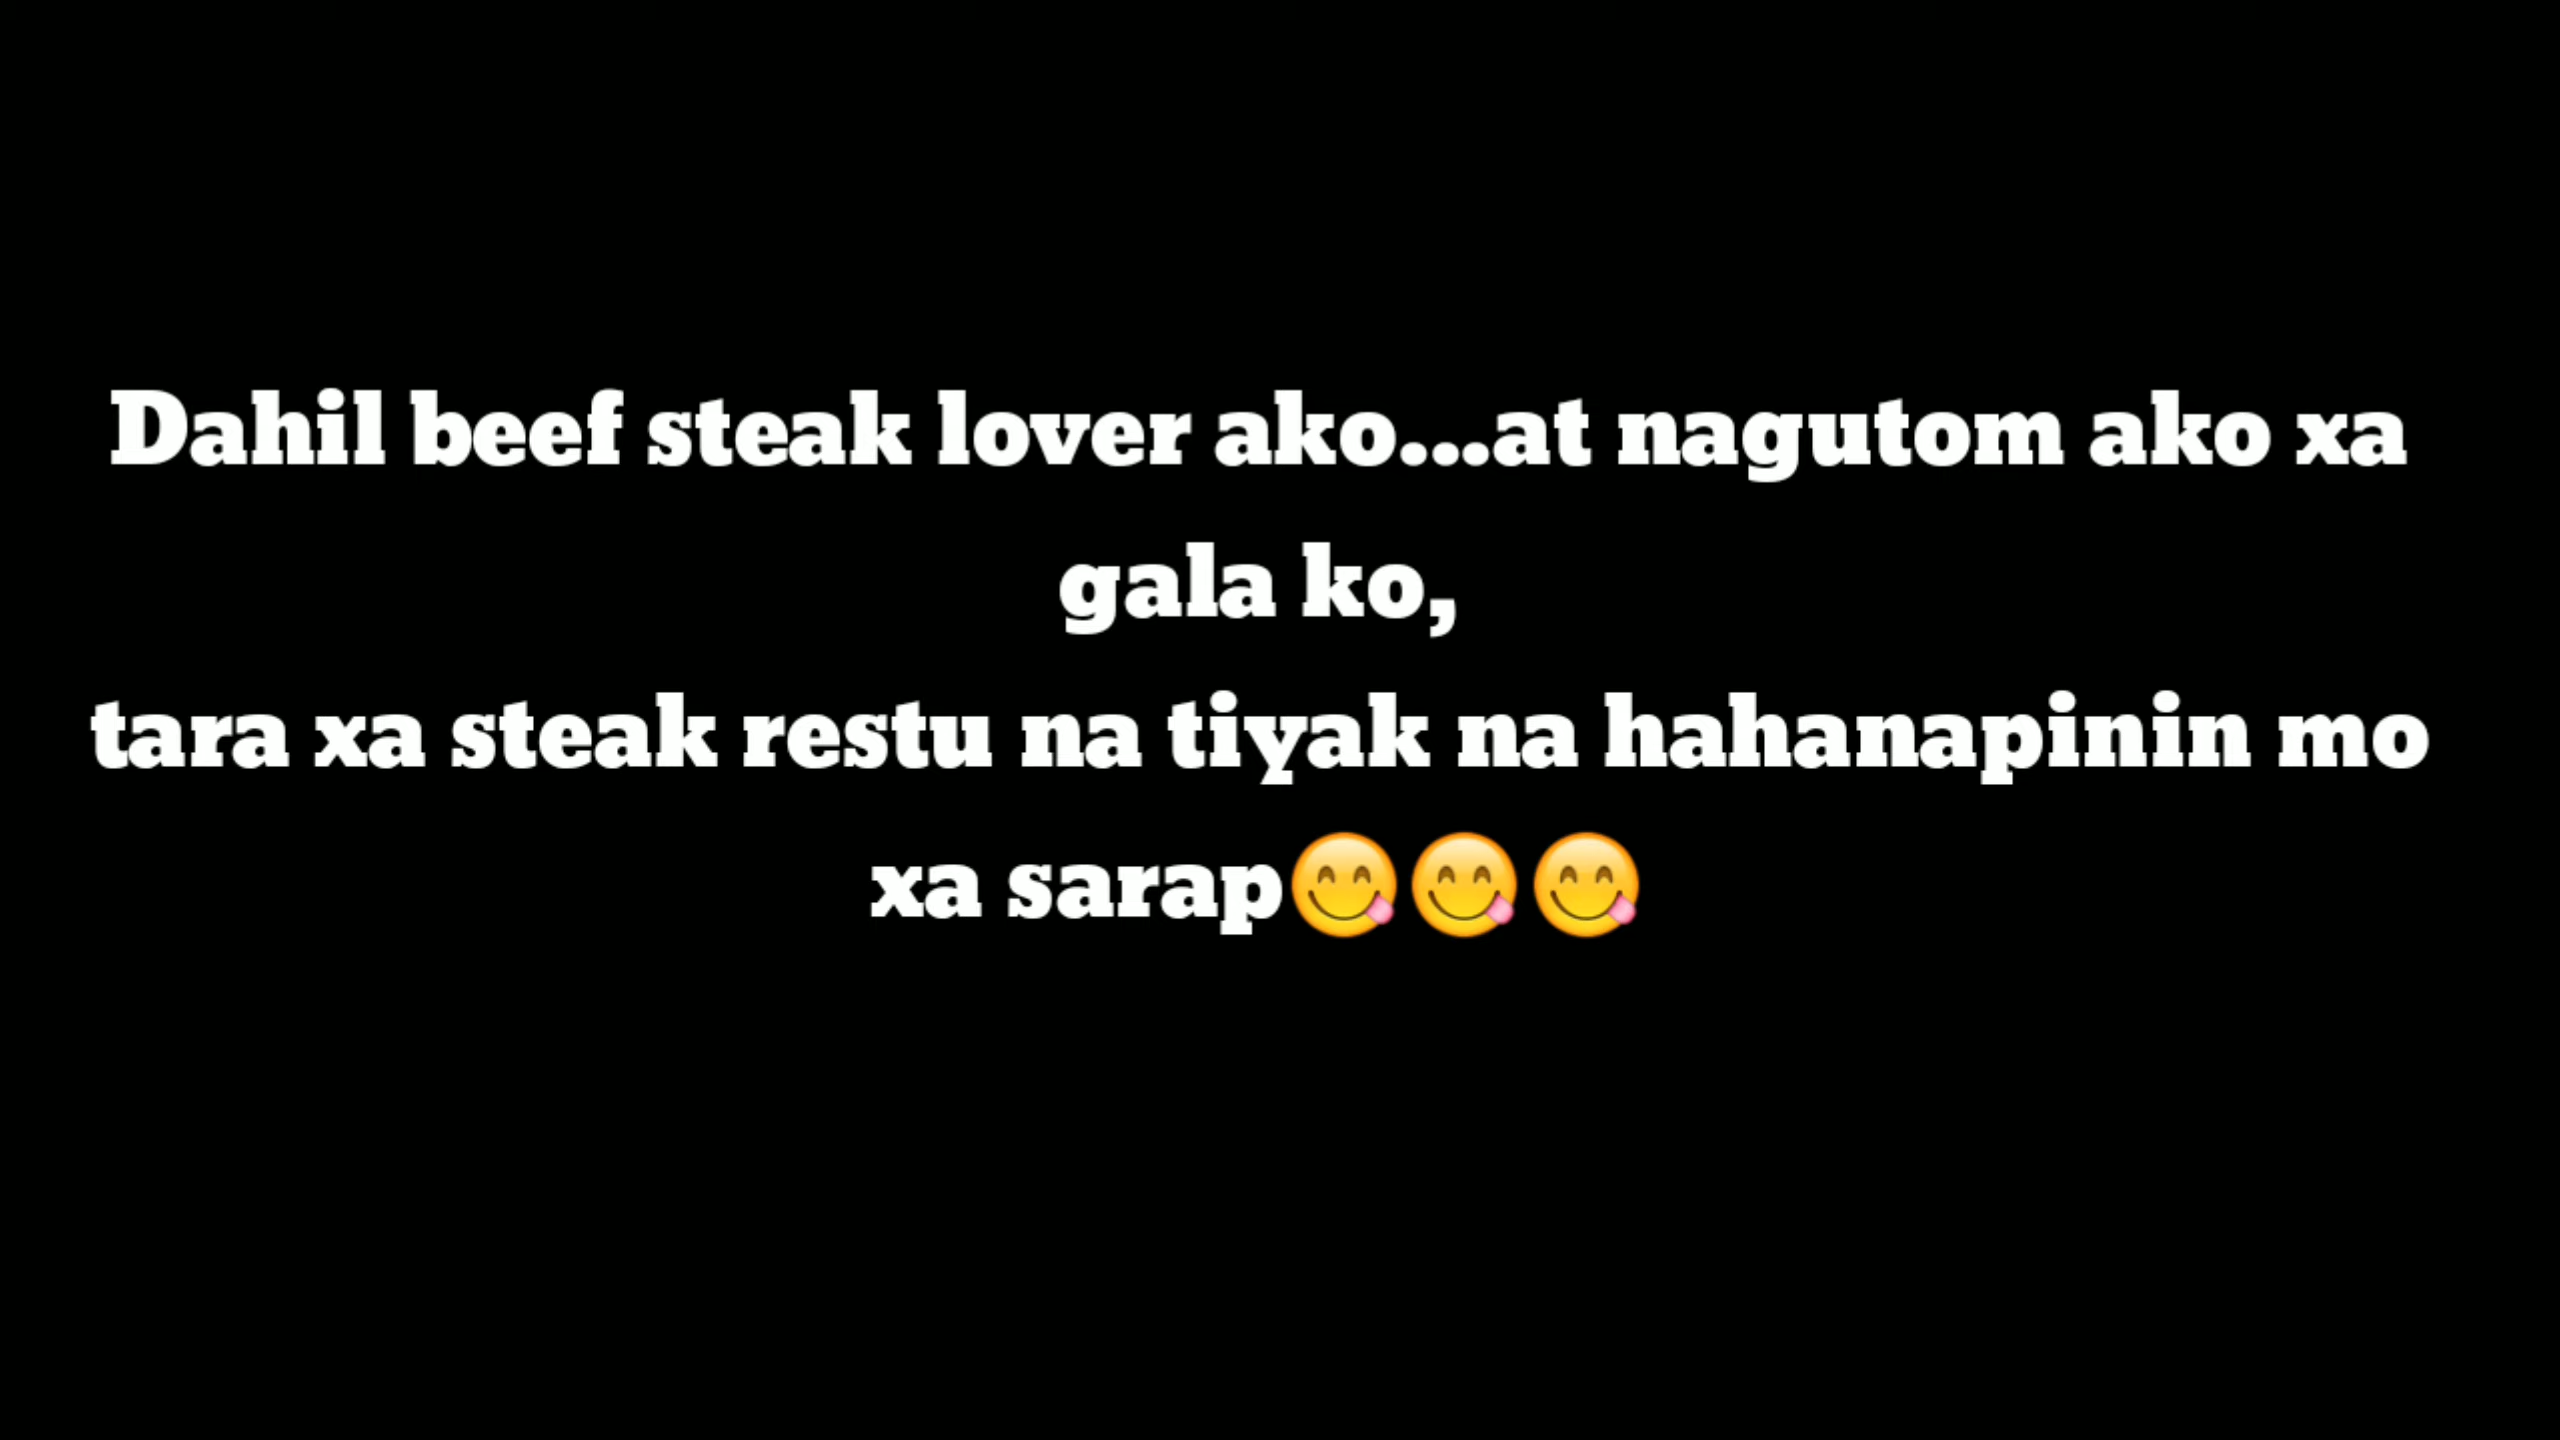 Dahil beef steak lover ako...at nagutom ako xa
gala ko,
tara xa steak restu na tiyak na hahanapinin mo
xa sarap😋😋😋